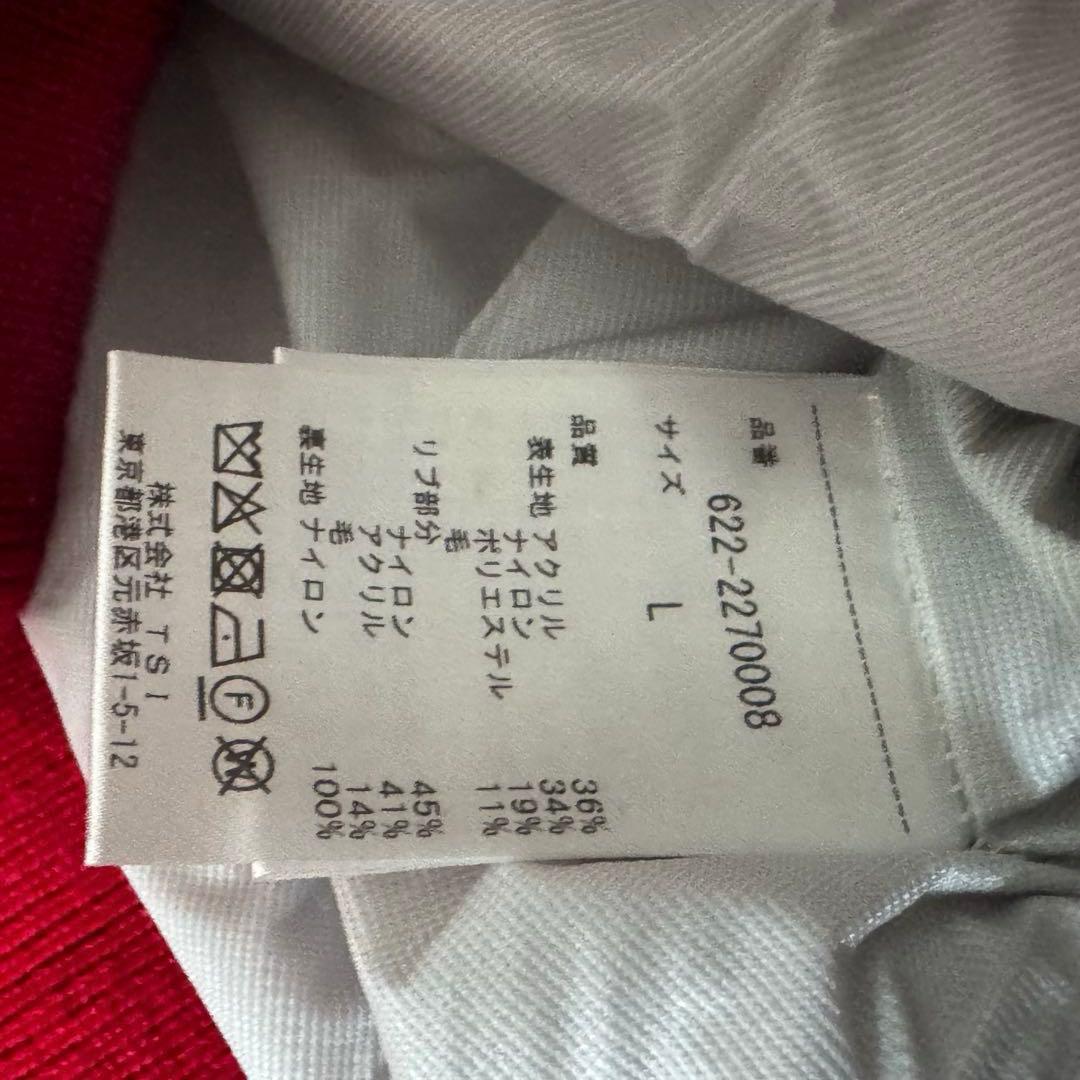 品番 622-2270008
サイズ L
品質
表生地 アクリル 36%
ナイロン 34%
ポリエステル 19%
毛 11%
リブ部分
ナイロン 45%
アクリル 41%
毛 14%
裏生地 ナイロン 100%
F W
株式会社 TSI
東京都港区元赤坂1-5-12